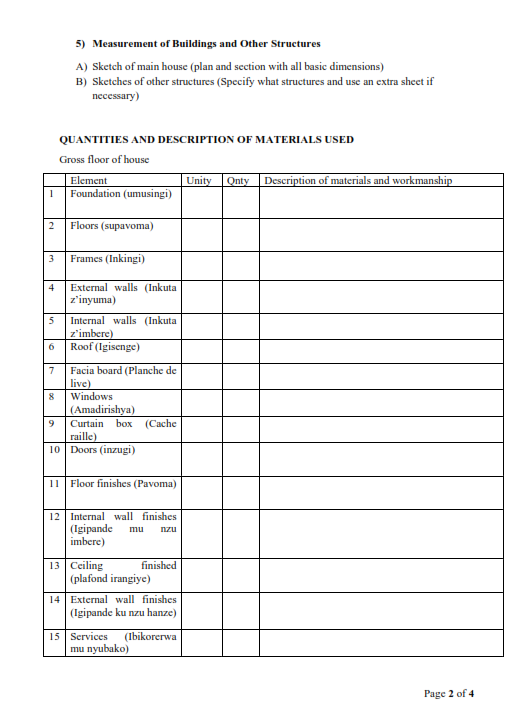 5) Measurement of Buildings and Other Structures
A) Sketch of main house (plan and section with all basic dimensions)
B) Sketches of other structures (Specify what structures and use an extra sheet if
necessary)
QUANTITIES AND DESCRIPTION OF MATERIALS USED
Gross floor of house
Element Unity Qnty Description of materials and workmanship
1 Foundation (umusingi)
2 Floors (supavoma)
3 Frames (Inkingi)
4 External walls (Inkuta
z'inyuma)
5 Internal walls (Inkuta
z'imbere)
6 Roof (Igisenge)
7 Facia board (Planche de
live)
8 Windows
(Amadirishya)
9 Curtain box (Cache
raille)
10 Doors (inzugi)
11 Floor finishes (Pavoma)
12 Internal wall finishes
(Igipande mu nzu
imbere)
13 Ceiling finished
(plafond irangiye)
14 External wall finishes
(Igipande ku nzu hanze)
15 Services (Ibikorerwa
mu nyubako)
Page 2 of 4